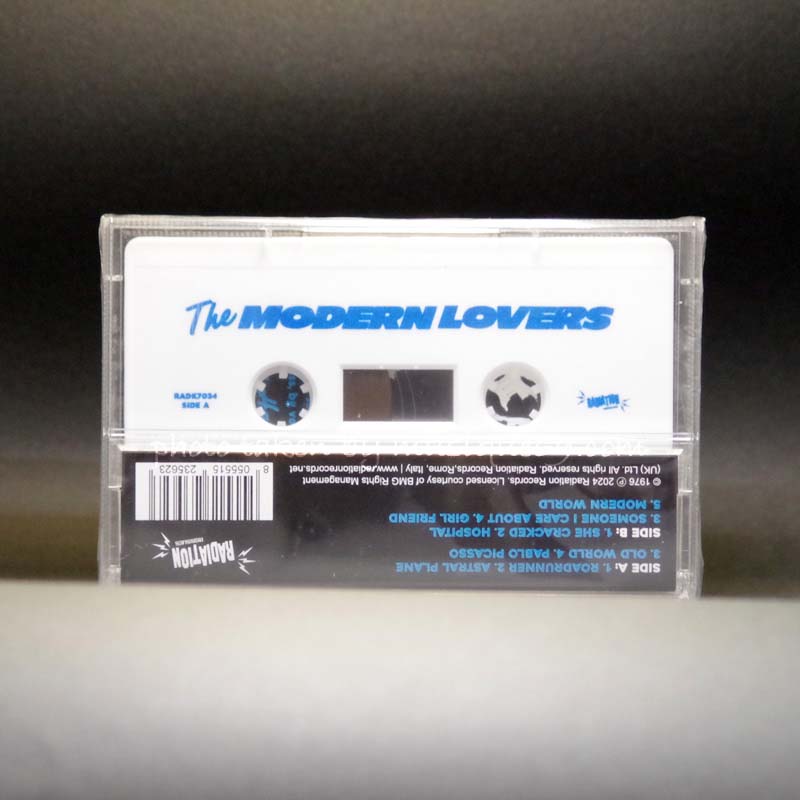 The MODERN LOVERS
RADK7034
SIDE A
RADIATION
SIDE A: 1. ROADRUNNER 2. ASTRAL PLANE
3. OLD WORLD 4. PABLO PICASSO
SIDE B: 1. SHE CRACKED 2. HOSPITAL
3. SOMEONE I CARE ABOUT 4. GIRL FRIEND
5. MODERN WORLD
© 1976 ℗ 2024 Radiation Records. Licensed courtesy of BMG Rights Management
(UK) Ltd. All rights reserved. Radiation Records,Rome, Italy | www.radiationrecords.net
RADIATION
8 055515 235623